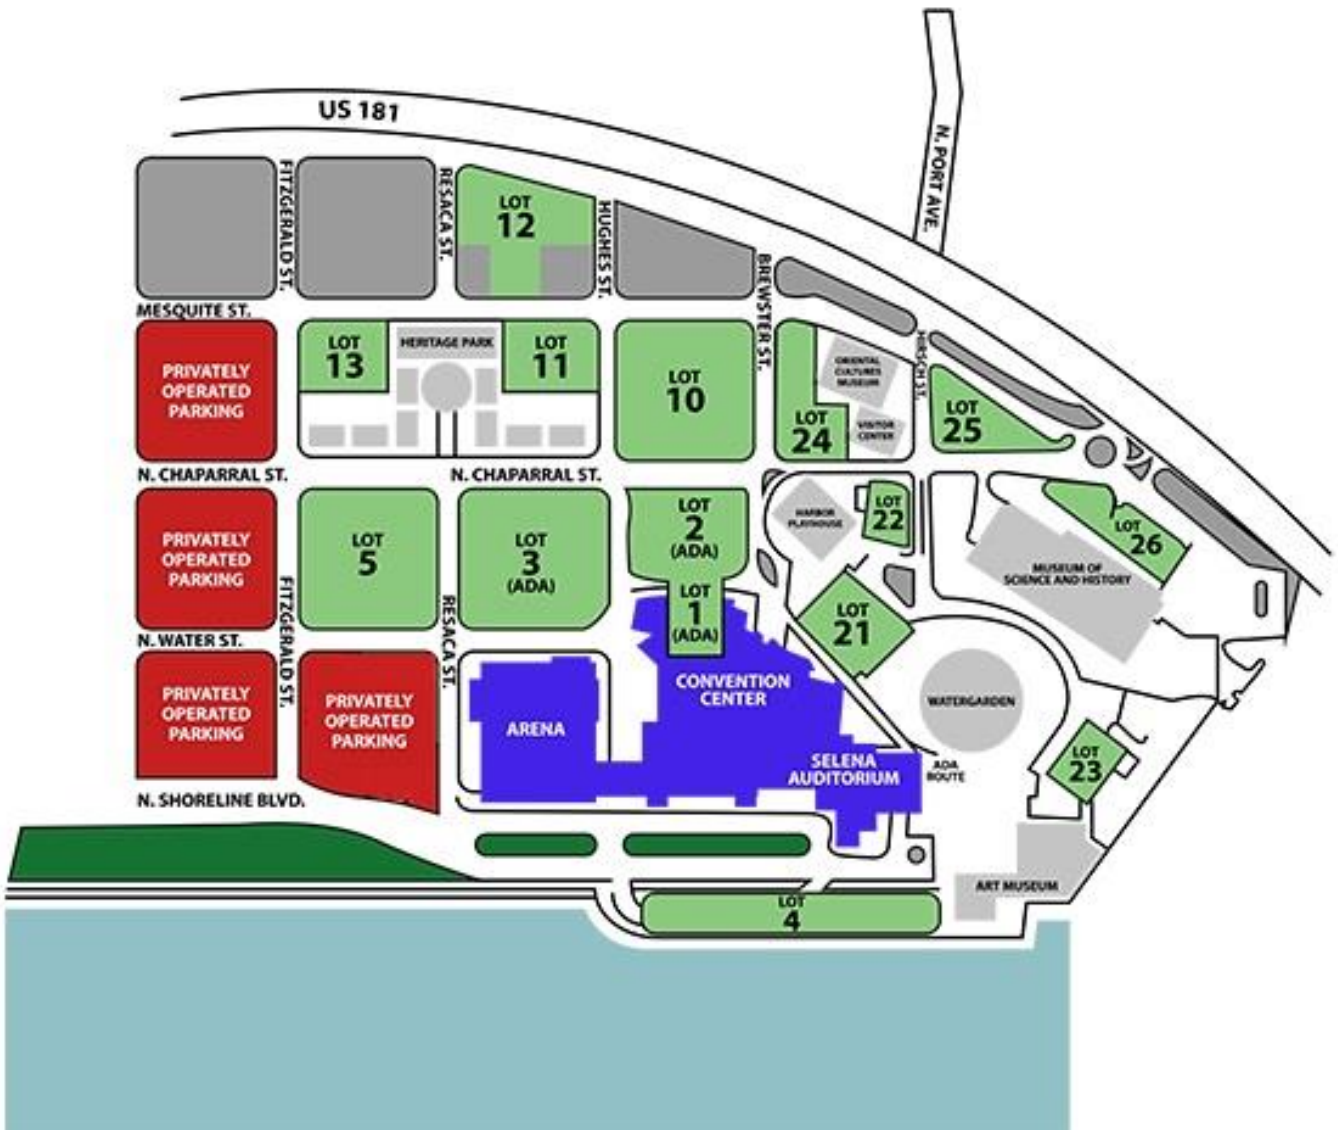 US 181
N. PORT AVE.
FITZGERALD ST.
RESACA ST.
LOT
12
HUGHES ST.
BREWSTER ST.
MESQUITE ST.
PRIVATELY
OPERATED
PARKING
LOT
13
HERITAGE PARK
LOT
11
LOT
10
ORIENTAL
CULTURES
MUSEUM
HIRSCH ST.
LOT
24
VISITOR
CENTER
LOT
25
N. CHAPARRAL ST.
N. CHAPARRAL ST.
PRIVATELY
OPERATED
PARKING
LOT
5
LOT
3
(ADA)
LOT
2
(ADA)
HARBOR
PLAYHOUSE
LOT
22
LOT
26
MUSEUM OF
SCIENCE AND HISTORY
FITZGERALD ST.
RESACA ST.
LOT
1
(ADA)
LOT
21
N. WATER ST.
PRIVATELY
OPERATED
PARKING
PRIVATELY
OPERATED
PARKING
ARENA
CONVENTION
CENTER
SELENA
AUDITORIUM
WATERGARDEN
ADA
ROUTE
LOT
23
N. SHORELINE BLVD.
ART MUSEUM
LOT
4